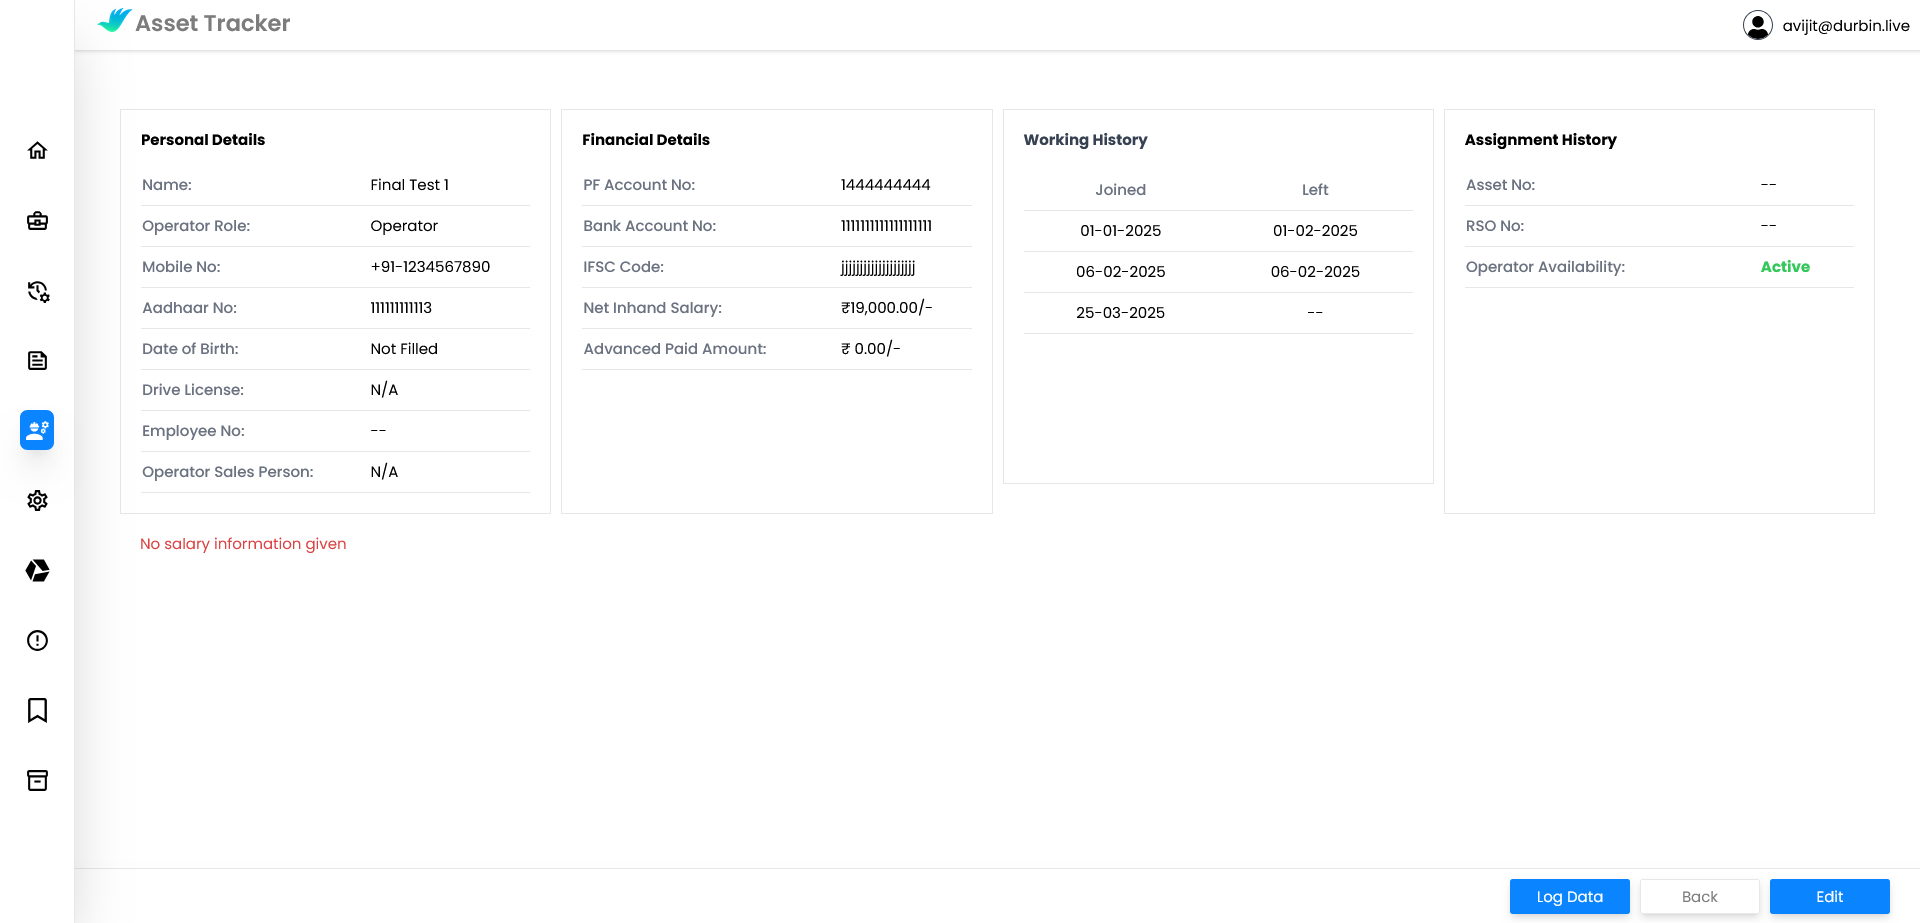 Asset Tracker
avijit@durbin.live
Personal Details
Name: Final Test 1
Operator Role: Operator
Mobile No: +91-1234567890
Aadhaar No: 111111111113
Date of Birth: Not Filled
Drive License: N/A
Employee No: --
Operator Sales Person: N/A
No salary information given
Financial Details
PF Account No: 1444444444
Bank Account No:
IFSC Code:
Net Inhand Salary: ₹19,000.00/-
Advanced Paid Amount: ₹ 0.00/-
Working History
Joined Left
01-01-2025 01-02-2025
06-02-2025 06-02-2025
25-03-2025 --
Assignment History
Asset No: --
RSO No: --
Operator Availability: Active
Log Data
Back
Edit